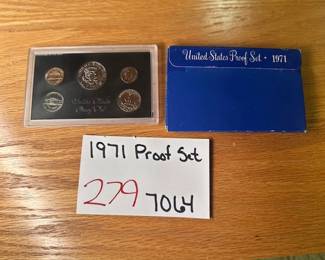 United States Proof Set • 1971
1971 Proof Set
279 7064